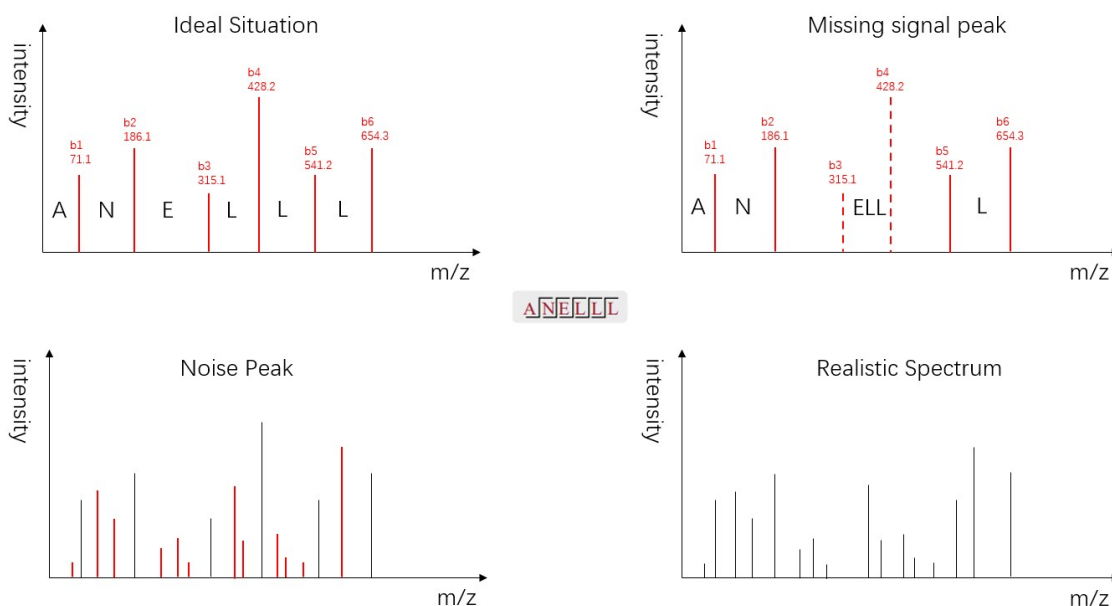 Ideal Situation
intensity
b1
71.1
b2
186.1
b3
315.1
b4
428.2
b5
541.2
b6
654.3
A N E L L L
m/z
Missing signal peak
intensity
b1
71.1
b2
186.1
b3
315.1
b4
428.2
b5
541.2
b6
654.3
A N ELL L
m/z
ANELLL
Noise Peak
intensity
m/z
Realistic Spectrum
intensity
m/z